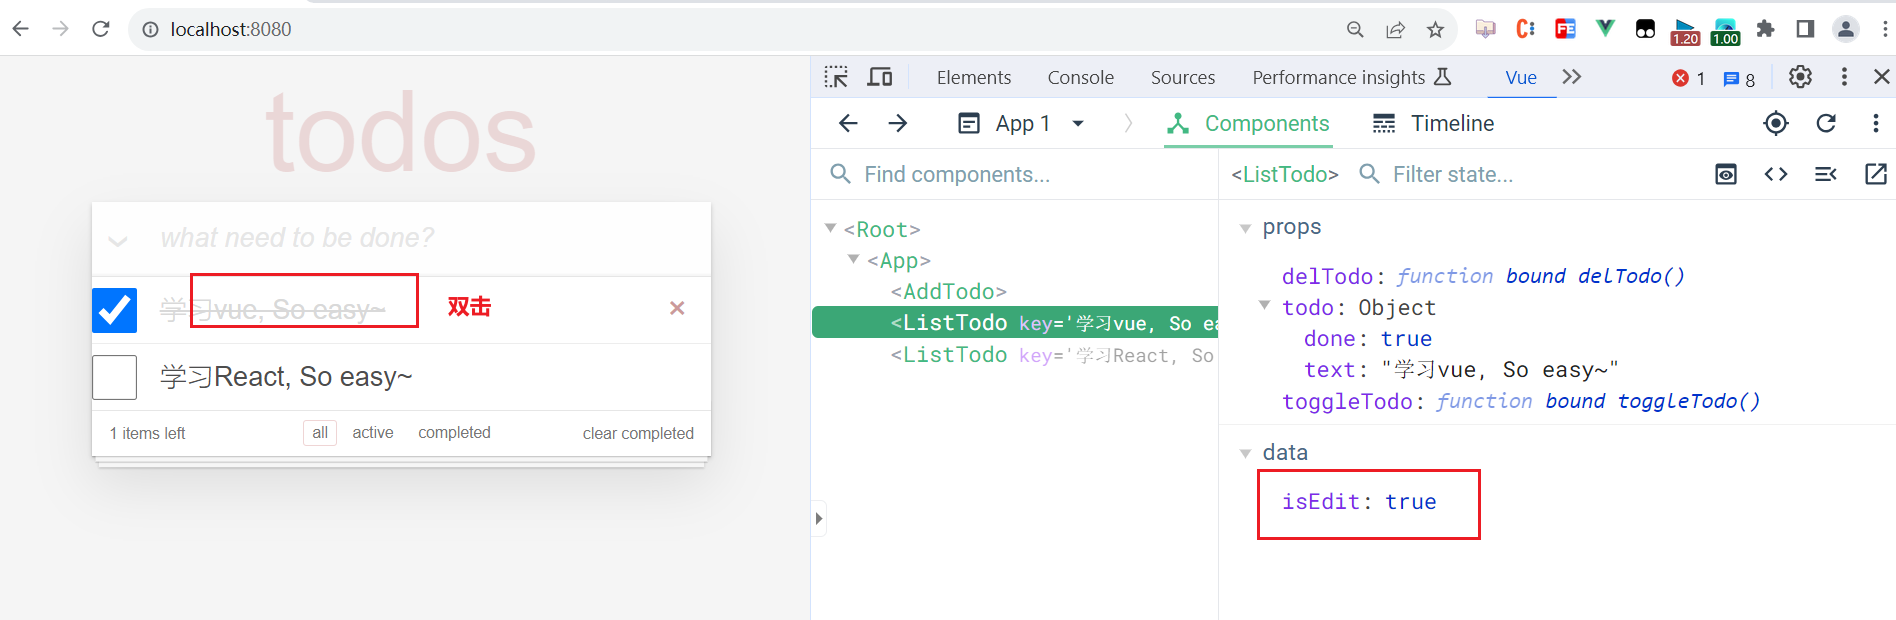 localhost:8080
1.20
1.00
todos
what need to be done?
学习vue, So easy~
双击
×
学习React, So easy~
1 items left
all
active
completed
clear completed
Elements
Console
Sources
Performance insights
Vue
1
8
App 1
Components
Timeline
Find components...
<Root>
<App>
<AddTodo>
<ListTodo key='学习vue, So ea
<ListTodo key='学习React, So
<ListTodo>
Filter state...
props
delTodo: function bound delTodo()
todo: Object
done: true
text: "学习vue, So easy~"
toggleTodo: function bound toggleTodo()
data
isEdit: true